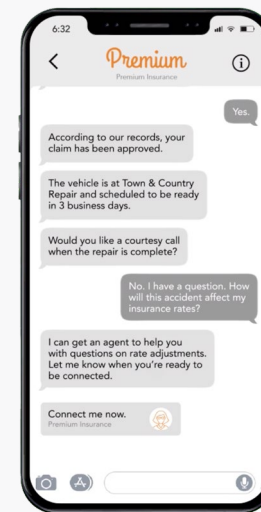 6:32
Premium
Premium Insurance
Yes.
According to our records, your
claim has been approved.
The vehicle is at Town & Country
Repair and scheduled to be ready
in 3 business days.
Would you like a courtesy call
when the repair is complete?
No. I have a question. How
will this accident affect my
insurance rates?
I can get an agent to help you
with questions on rate adjustments.
Let me know when you're ready to
be connected.
Connect me now.
Premium Insurance